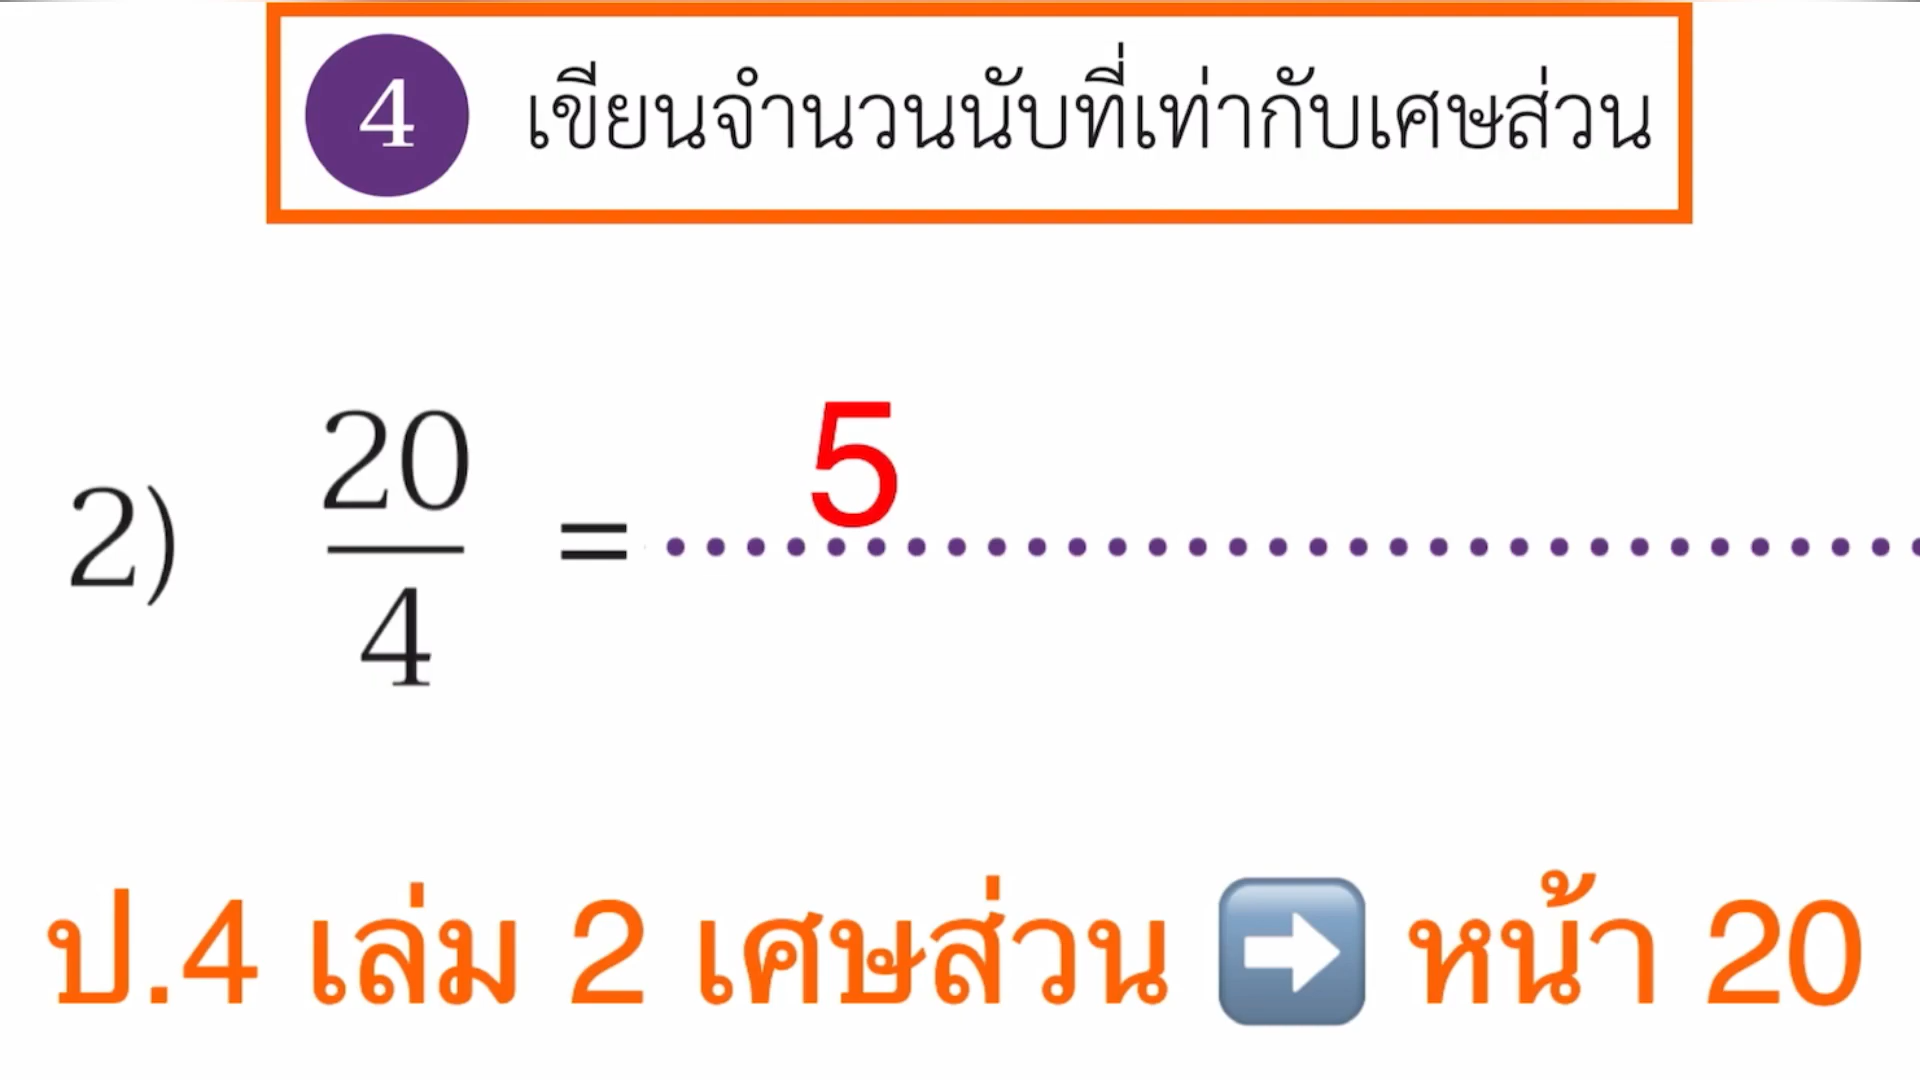 4 เขียนจำนวนนับที่เท่ากับเศษส่วน
2) 20/4 = 5
ป.4 เล่ม 2 เศษส่วน ➡️ หน้า 20